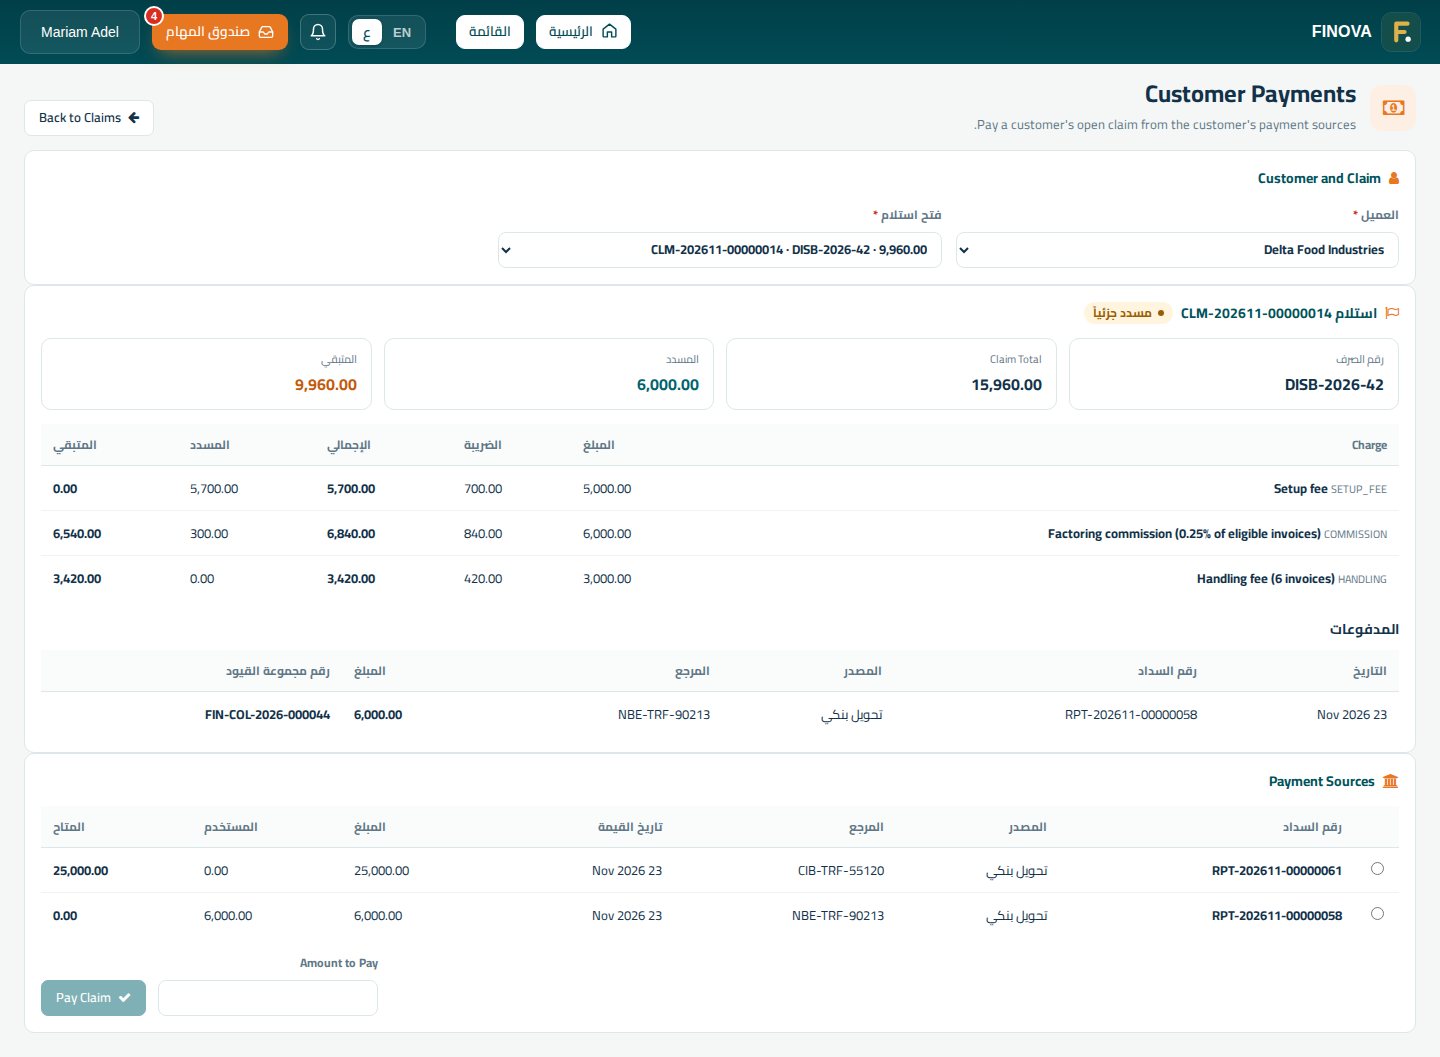 FINOVA
الرئيسية
القائمة
EN
ع
صندوق المهام
4
Mariam Adel
Customer Payments
Pay a customer's open claim from the customer's payment sources.
Back to Claims
Customer and Claim
العميل *
فتح استلام *
Delta Food Industries
CLM-202611-00000014 · DISB-2026-42 · 9,960.00
استلام CLM-202611-00000014
مسدد جزئياً
رقم الصرف
DISB-2026-42
Claim Total
15,960.00
المسدد
6,000.00
المتبقي
9,960.00
Charge المبلغ الضريبة الإجمالي المسدد المتبقي
Setup fee SETUP_FEE 5,000.00 700.00 5,700.00 5,700.00 0.00
Factoring commission (0.25% of eligible invoices) COMMISSION 6,000.00 840.00 6,840.00 300.00 6,540.00
Handling fee (6 invoices) HANDLING 3,000.00 420.00 3,420.00 0.00 3,420.00
المدفوعات
التاريخ رقم السداد المصدر المرجع المبلغ رقم مجموعة القيود
23 Nov 2026 RPT-202611-00000058 تحويل بنكي NBE-TRF-90213 6,000.00 FIN-COL-2026-000044
Payment Sources
رقم السداد المصدر المرجع تاريخ القيمة المبلغ المستخدم المتاح
RPT-202611-00000061 تحويل بنكي CIB-TRF-55120 23 Nov 2026 25,000.00 0.00 25,000.00
RPT-202611-00000058 تحويل بنكي NBE-TRF-90213 23 Nov 2026 6,000.00 6,000.00 0.00
Amount to Pay
Pay Claim